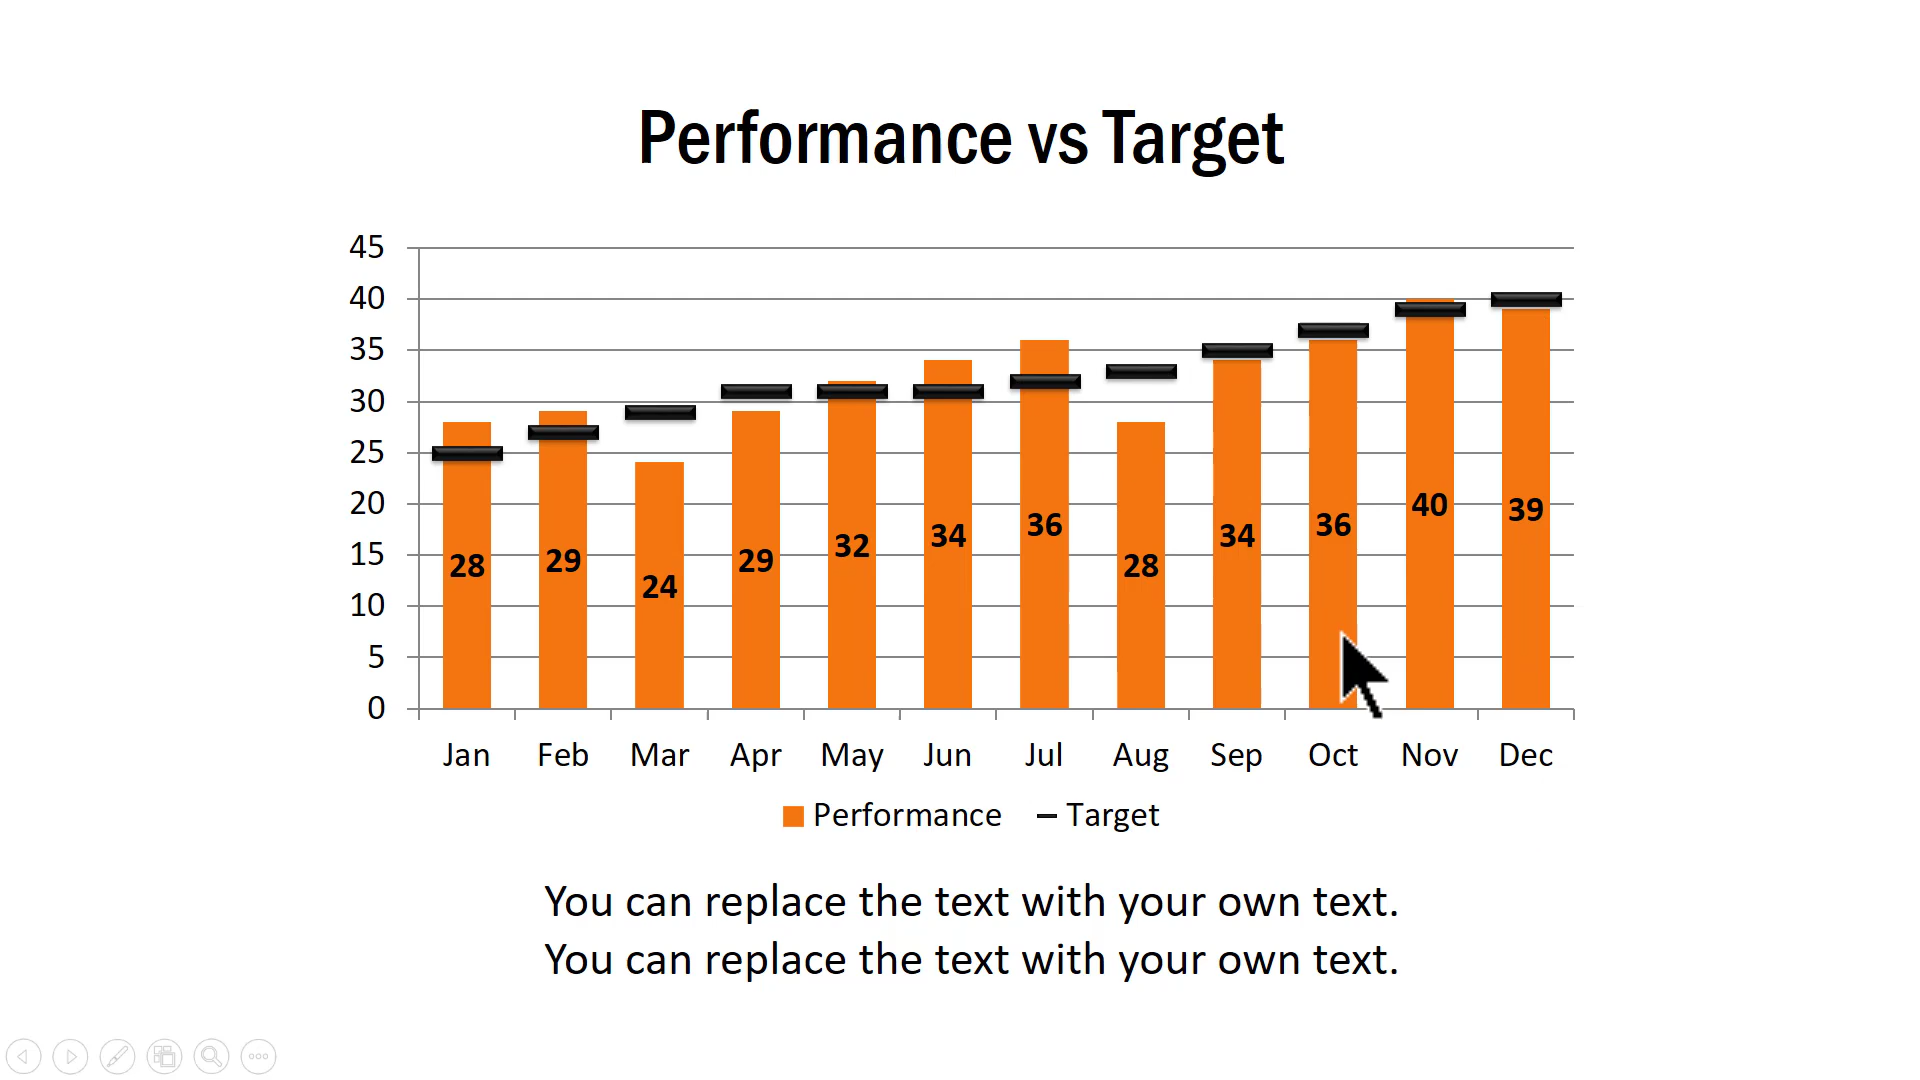 Performance vs Target
45
40
35
30
25
20
15
10
5
0
28 29 24 29 32 34 36 28 34 36 40 39
Jan Feb Mar Apr May Jun Jul Aug Sep Oct Nov Dec
Performance Target
You can replace the text with your own text.
You can replace the text with your own text.